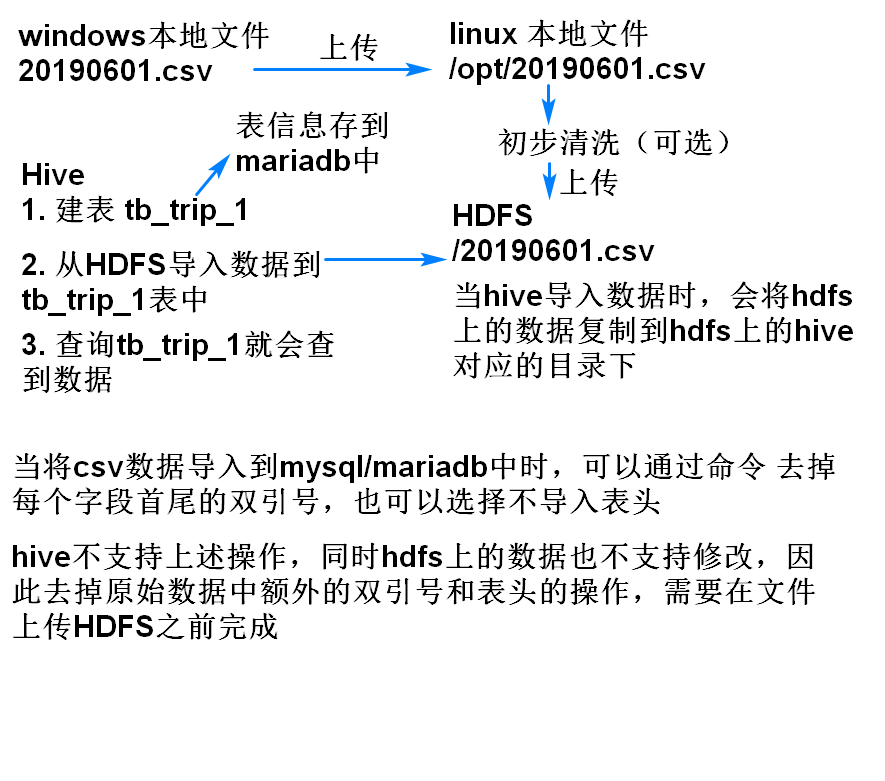 windows本地文件
20190601.csv
上传
linux 本地文件
/opt/20190601.csv
初步清洗（可选）
上传
HDFS
/20190601.csv
当hive导入数据时，会将hdfs
上的数据复制到hdfs上的hive
对应的目录下
表信息存到
mariadb中
Hive
1. 建表 tb_trip_1
2. 从HDFS导入数据到
tb_trip_1表中
3. 查询tb_trip_1就会查
到数据
当将csv数据导入到mysql/mariadb中时，可以通过命令 去掉
每个字段首尾的双引号，也可以选择不导入表头
hive不支持上述操作，同时hdfs上的数据也不支持修改，因
此去掉原始数据中额外的双引号和表头的操作，需要在文件
上传HDFS之前完成